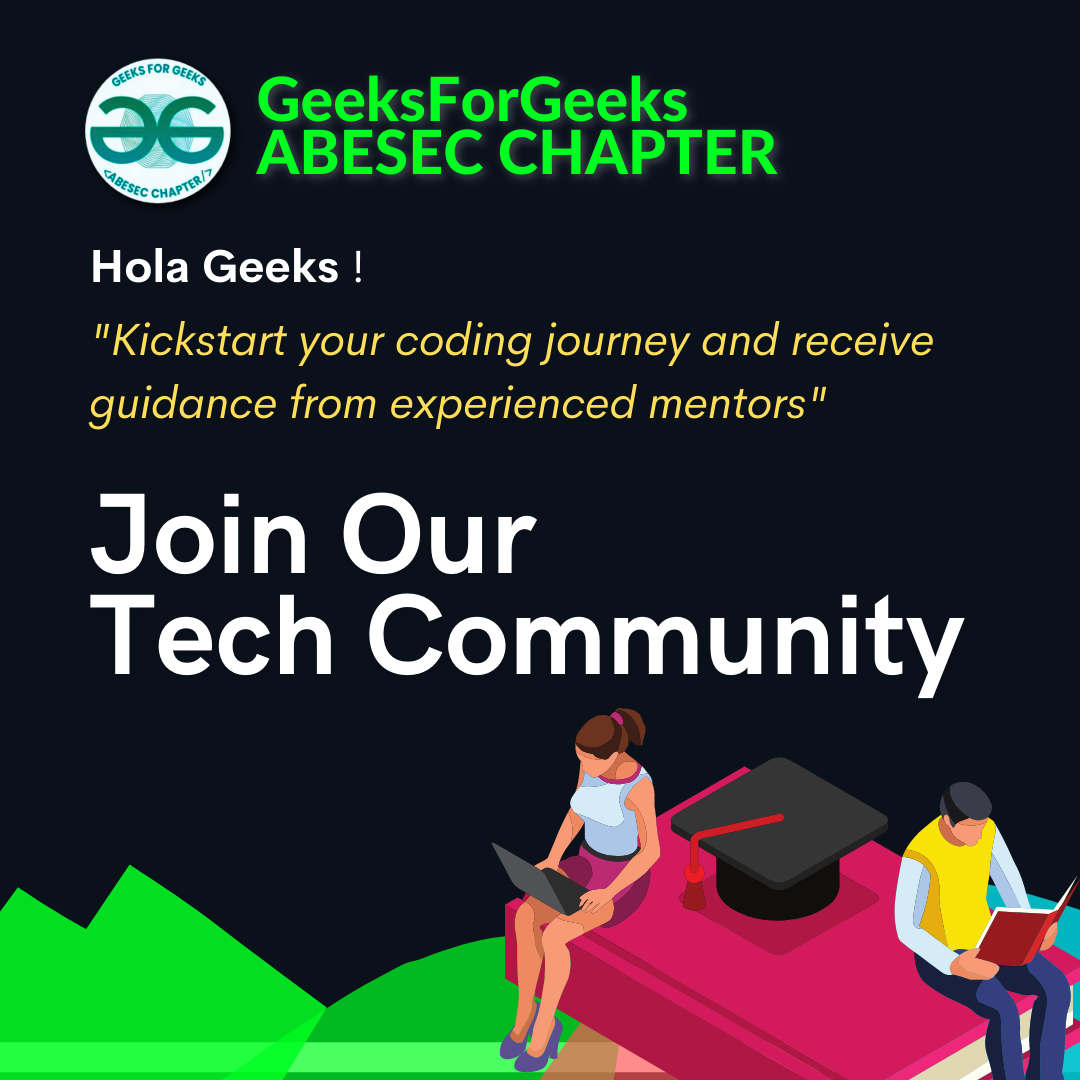 GEEKS FOR GEEKS
<ABESEC CHAPTER/>
GeeksForGeeks
ABESEC CHAPTER
Hola Geeks !
"Kickstart your coding journey and receive
guidance from experienced mentors"
Join Our
Tech Community